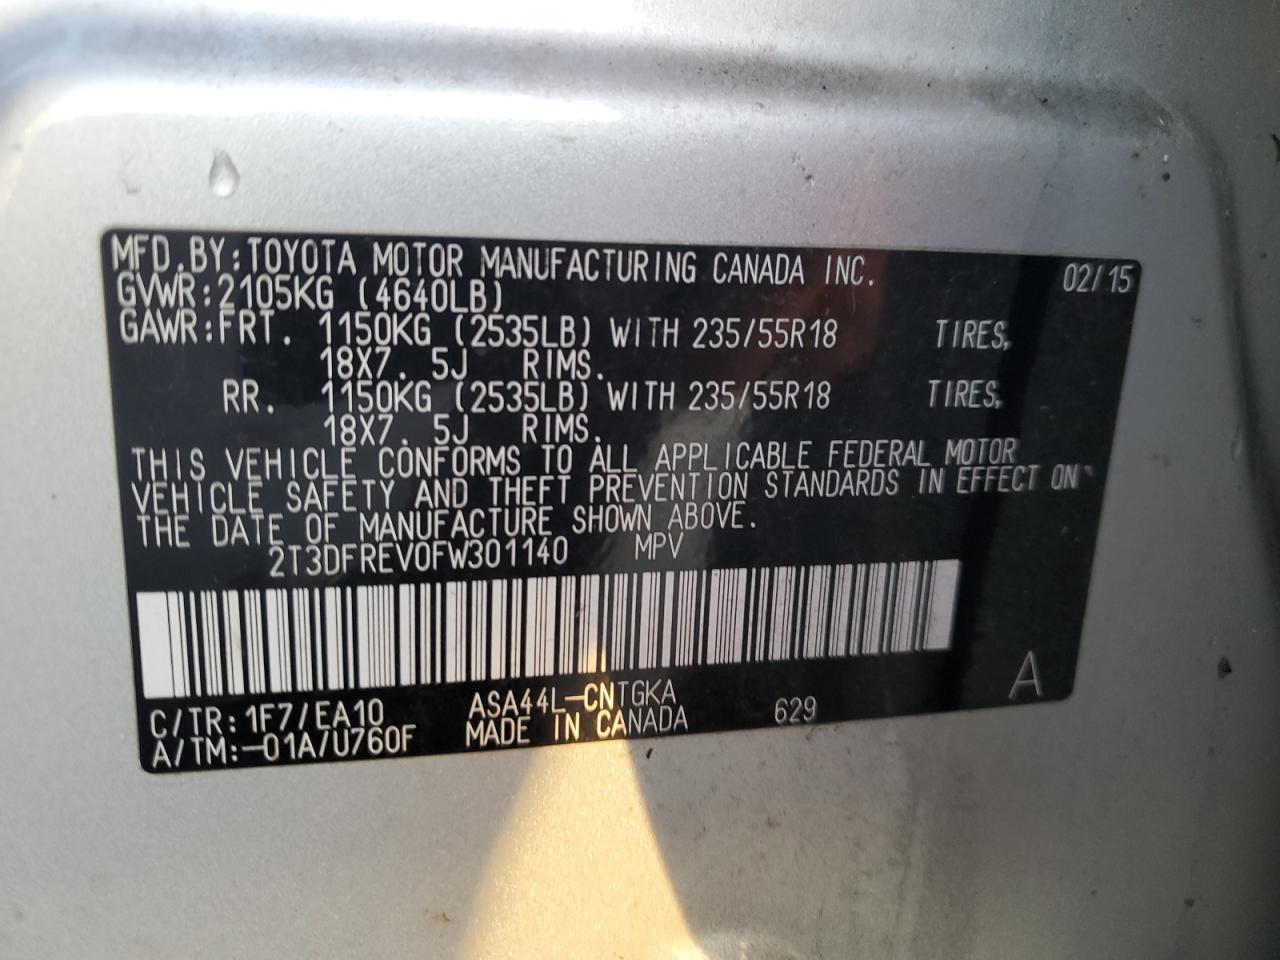 MFD.BY:TOYOTA MOTOR MANUFACTURING CANADA INC. 02/15
GVWR:2105KG (4640LB)
GAWR:FRT. 1150KG (2535LB) WITH 235/55R18 TIRES,
18X7.5J RIMS.
RR. 1150KG (2535LB) WITH 235/55R18 TIRES,
18X7.5J RIMS.
THIS VEHICLE CONFORMS TO ALL APPLICABLE FEDERAL MOTOR
VEHICLE SAFETY AND THEFT PREVENTION STANDARDS IN EFFECT ON
THE DATE OF MANUFACTURE SHOWN ABOVE.
2T3DFREV0FW301140 MPV
C/TR:1F7/EA10 ASA44L-CNTGKA 629 A
A/TM:-01A/U760F MADE IN CANADA